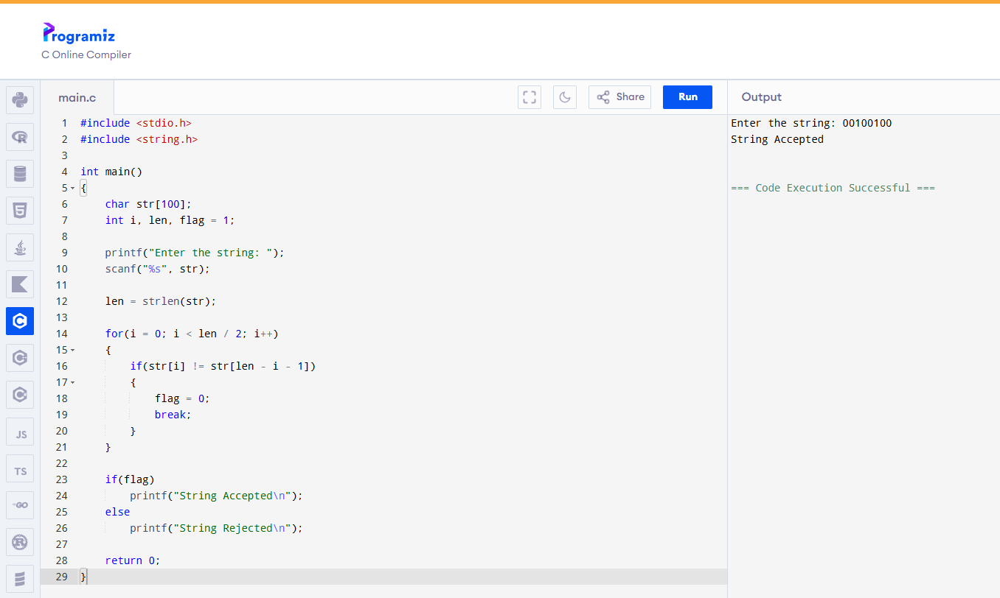 Programiz
C Online Compiler
main.c
Share
Run
Output
1 #include <stdio.h>
2 #include <string.h>
3
4 int main()
5 {
6     char str[100];
7     int i, len, flag = 1;
8
9     printf("Enter the string: ");
10     scanf("%s", str);
11
12     len = strlen(str);
13
14     for(i = 0; i < len / 2; i++)
15     {
16         if(str[i] != str[len - i - 1])
17         {
18             flag = 0;
19             break;
20         }
21     }
22
23     if(flag)
24         printf("String Accepted\n");
25     else
26         printf("String Rejected\n");
27
28     return 0;
29 }
Enter the string: 00100100
String Accepted
=== Code Execution Successful ===
R
C
JS
TS
GO
R